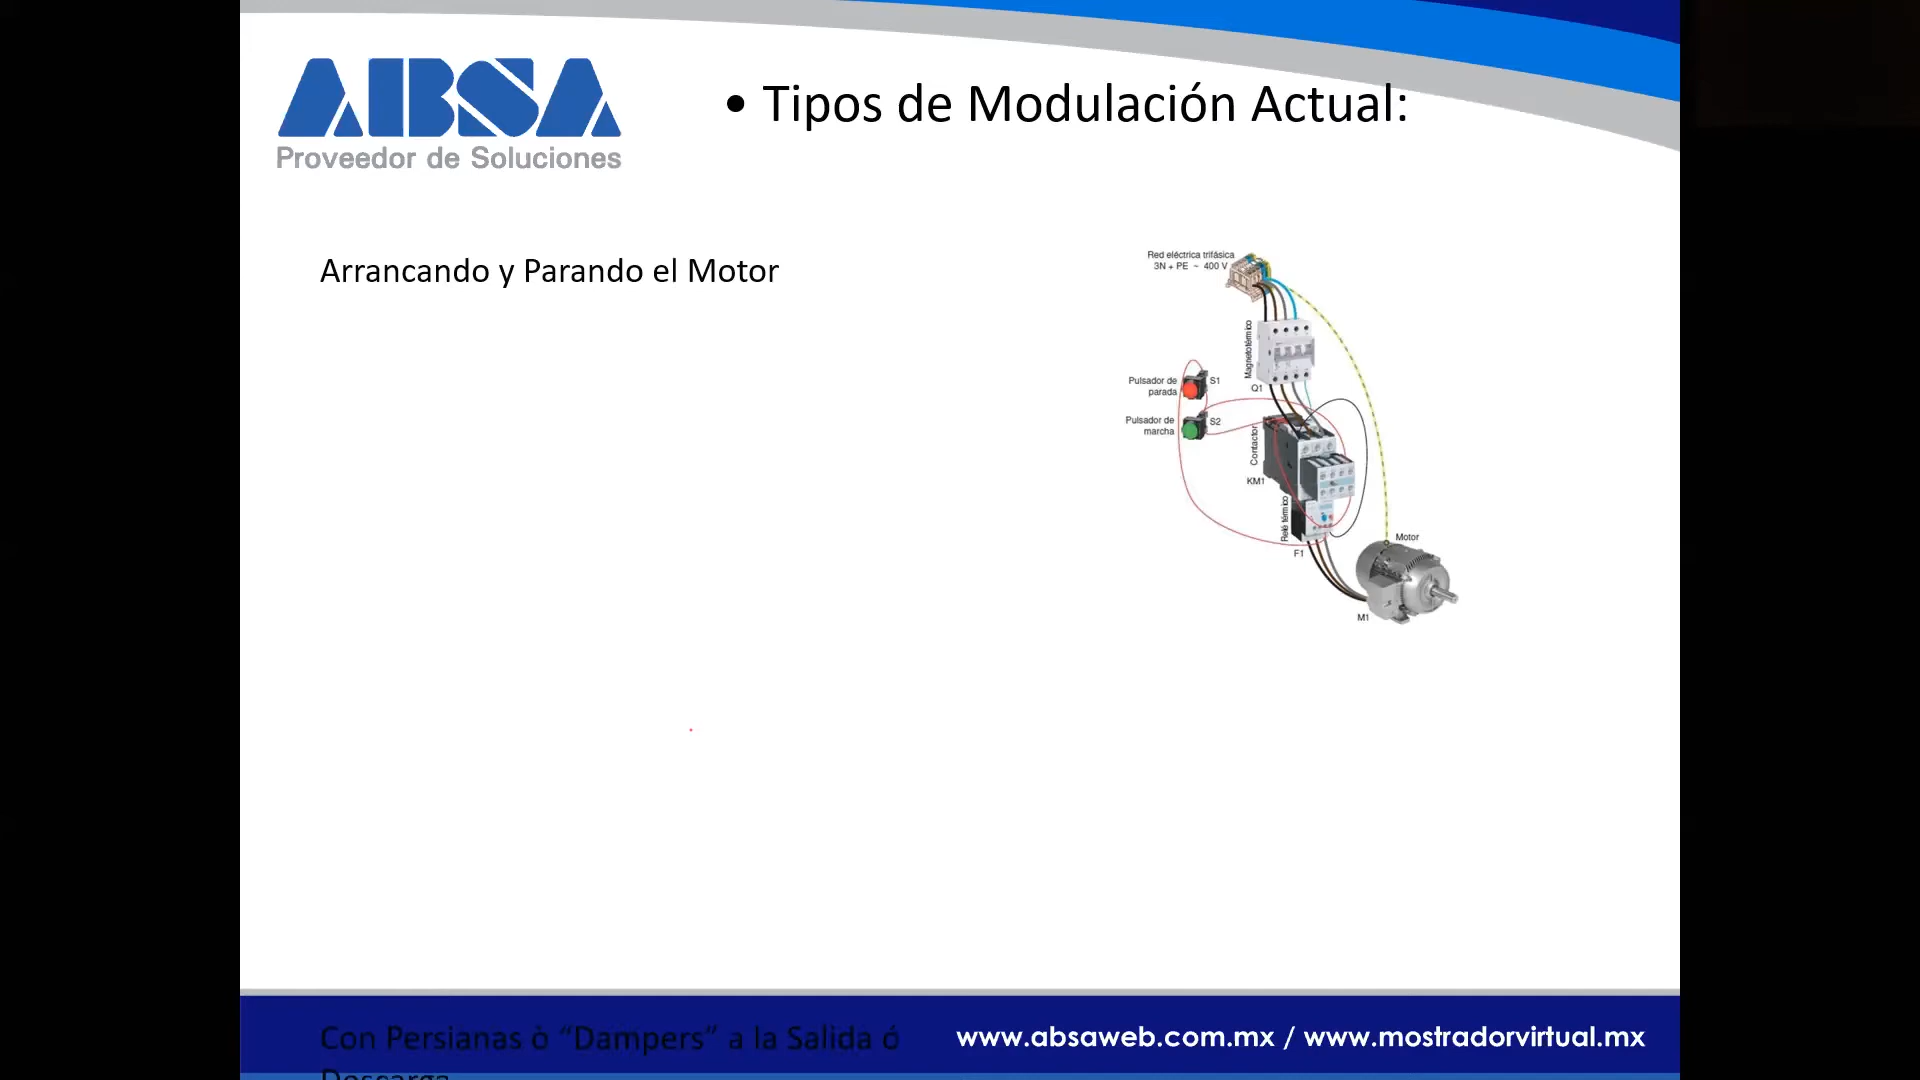 ABSA
Proveedor de Soluciones
• Tipos de Modulación Actual:
Arrancando y Parando el Motor
Red eléctrica trifásica
3N + PE ~ 400 V
Magnetotérmico
Q1
Pulsador de
parada
S1
Pulsador de
marcha
S2
Contactor
KM1
Relé térmico
F1
Motor
M1
Con Persianas ò “Dampers” a la Salida ó
Descarga
www.absaweb.com.mx / www.mostradorvirtual.mx